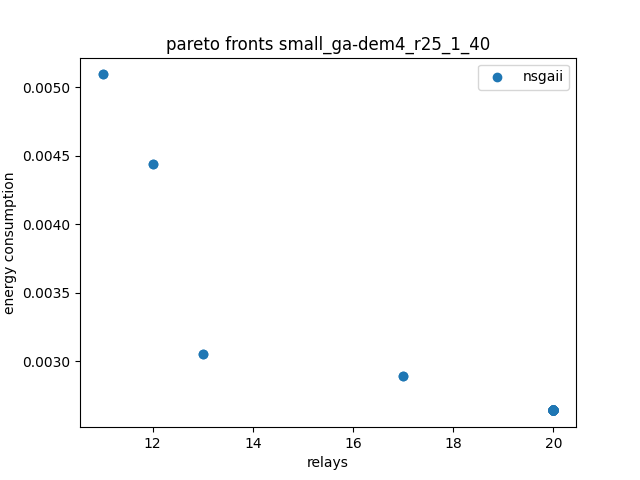 pareto fronts small_ga-dem4_r25_1_40
nsgaii
0.0050
0.0045
0.0040
0.0035
0.0030
energy consumption
12
14
16
18
20
relays